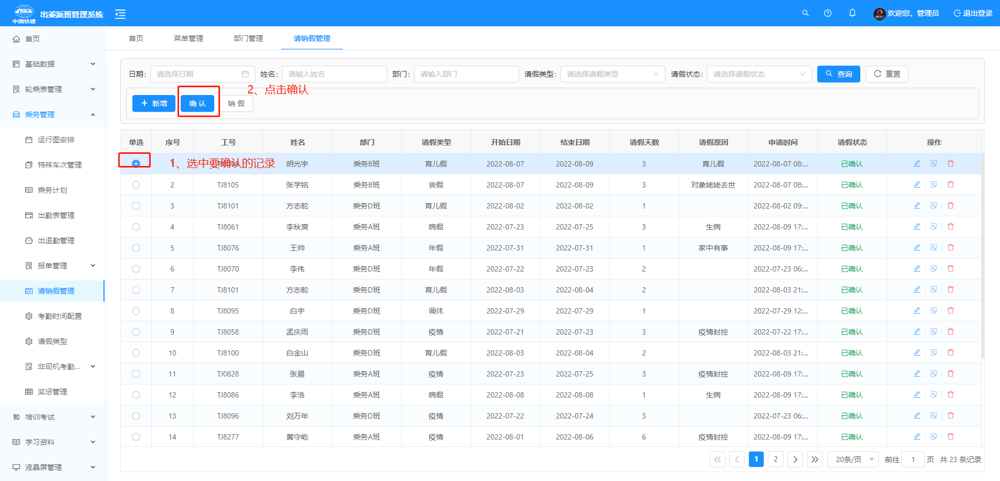 CRCC
中国铁建
出乘派班管理系统
欢迎您，管理员
退出登录
首页
基础数据
轮乘表管理
乘务管理
运行图安排
特殊车次管理
乘务计划
出勤表管理
出退勤管理
报单管理
请销假管理
考勤时间配置
请假类型
非司机考勤...
奖惩管理
知 培训考试
学习资料
液晶屏管理
首页 菜单管理 部门管理 请销假管理
日期: 请选择日期 姓名: 请输入姓名 部门: 请输入部门 请假类型: 请选择请假类型 请假状态: 请选择请假状态 查询 重置
2、点击确认
+ 新增 确 认 销 假
单选 序号 工号 姓名 部门 请假类型 开始日期 结束日期 请假天数 请假原因 申请时间 请假状态 操作
1、选中要确认的记录
胡光宇 乘务B班 育儿假 2022-08-07 2022-08-09 3 育儿假 2022-08-07 08:... 已确认
2 TJ8105 张学铭 乘务B班 丧假 2022-08-07 2022-08-09 3 对象姥姥去世 2022-08-07 08:... 已确认
3 TJ8101 方志舵 乘务D班 育儿假 2022-08-02 2022-08-02 1 2022-08-02 09:... 已确认
4 TJ8061 李秋爽 乘务A班 病假 2022-07-23 2022-07-25 3 生病 2022-08-09 17:... 已确认
5 TJ8076 王帅 乘务A班 年假 2022-07-31 2022-07-31 1 家中有事 2022-08-09 17:... 已确认
6 TJ8070 李伟 乘务D班 年假 2022-07-22 2022-07-23 2 2022-07-23 06:... 已确认
7 TJ8101 方志舵 乘务D班 育儿假 2022-08-03 2022-08-04 2 2022-08-03 21:... 已确认
8 TJ8095 白宇 乘务D班 调休 2022-07-29 2022-07-29 1 2022-07-29 12:... 已确认
9 TJ8058 孟庆雨 乘务D班 疫情 2022-07-21 2022-07-23 3 疫情封控 2022-07-22 17:... 已确认
10 TJ8100 白金山 乘务D班 育儿假 2022-08-03 2022-08-04 2 2022-08-03 21:... 已确认
11 TJ0828 张晨 乘务A班 疫情 2022-07-23 2022-07-25 3 疫情封控 2022-08-09 17:... 已确认
12 TJ8086 李浩 乘务A班 病假 2022-08-08 2022-08-08 1 生病 2022-08-09 17:... 已确认
13 TJ8096 刘万年 乘务D班 疫情 2022-07-22 2022-07-24 3 2022-07-23 06:... 已确认
14 TJ8277 黄守屹 乘务A班 疫情 2022-08-01 2022-08-06 6 疫情封控 2022-08-09 17:... 已确认
1 2 20条/页 前往 1 页 共 23 条记录